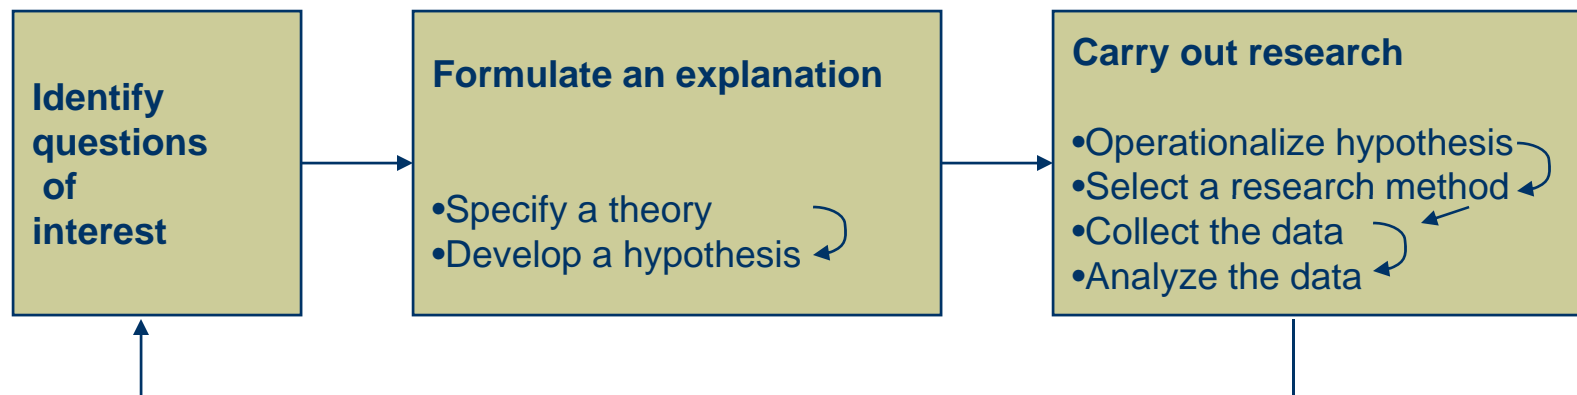 Identify
questions
of
interest
Formulate an explanation
•Specify a theory
•Develop a hypothesis
Carry out research
•Operationalize hypothesis
•Select a research method
•Collect the data
•Analyze the data